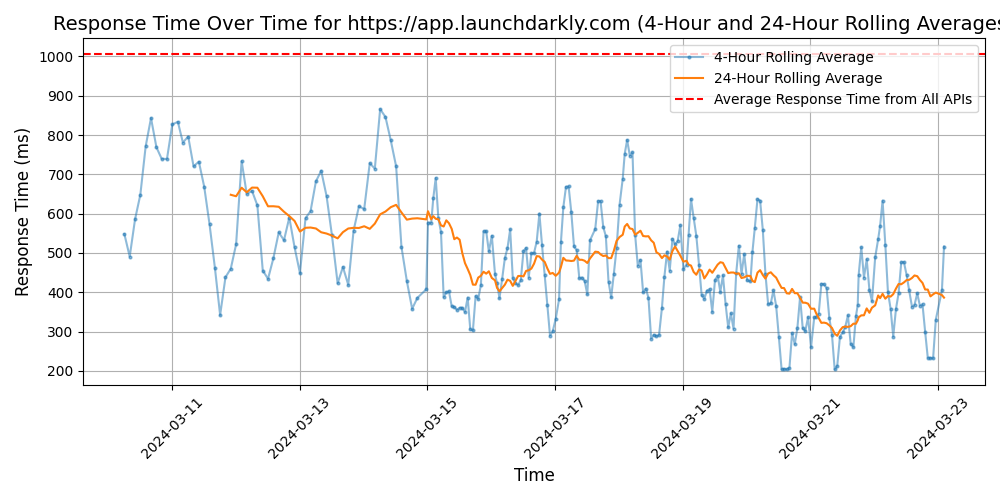 Response Time Over Time for https://app.launchdarkly.com (4-Hour and 24-Hour Rolling Averages
4-Hour Rolling Average
24-Hour Rolling Average
Average Response Time from All APIs
Response Time (ms)
1000
900
800
700
600
500
400
300
200
2024-03-11
2024-03-13
2024-03-15
2024-03-17
2024-03-19
2024-03-21
2024-03-23
Time